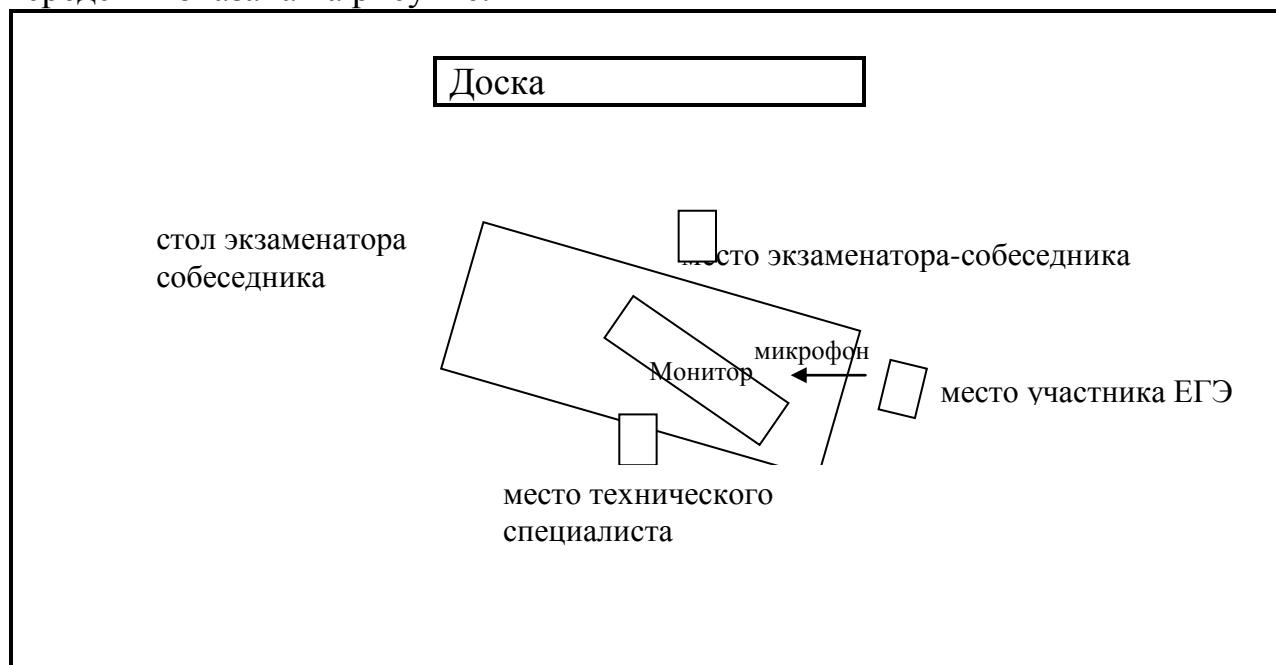 Доска
стол экзаменатора
собеседника
место экзаменатора-собеседника
микрофон
Монитор
место участника ЕГЭ
место технического
специалиста